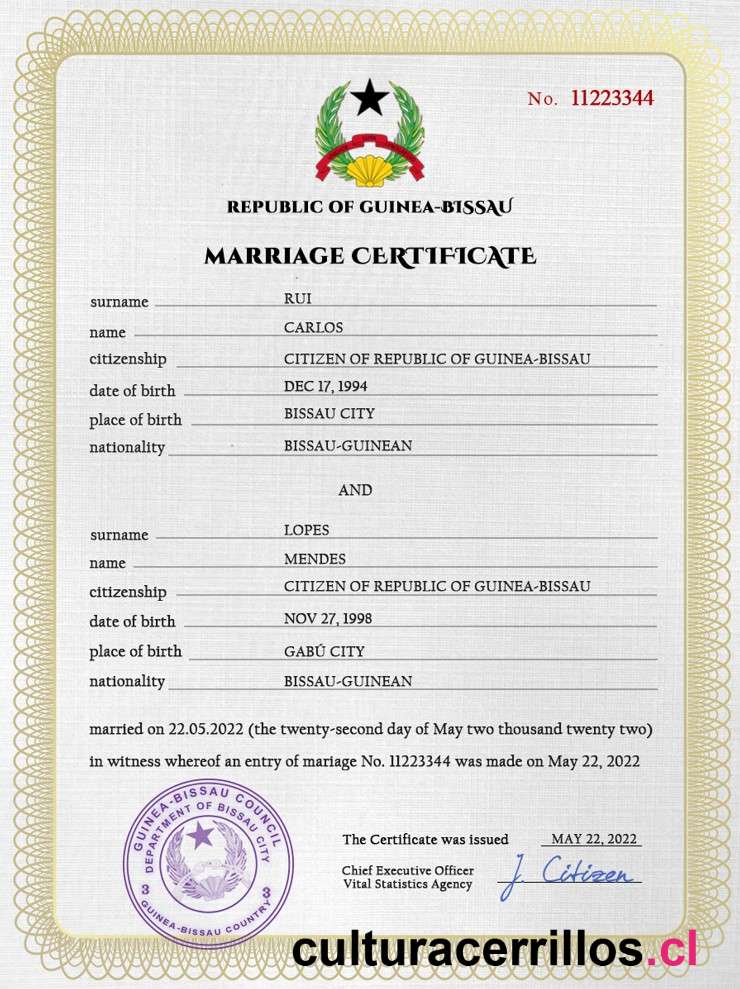 No. 11223344
REPUBLIC OF GUINEA-BISSAU
MARRIAGE CERTIFICATE
surname RUI
name CARLOS
citizenship CITIZEN OF REPUBLIC OF GUINEA-BISSAU
date of birth DEC 17, 1994
place of birth BISSAU CITY
nationality BISSAU-GUINEAN
AND
surname LOPES
name MENDES
citizenship CITIZEN OF REPUBLIC OF GUINEA-BISSAU
date of birth NOV 27, 1998
place of birth GABÚ CITY
nationality BISSAU-GUINEAN
married on 22.05.2022 (the twenty-second day of May two thousand twenty two)
in witness whereof an entry of mariage No. 11223344 was made on May 22, 2022
GUINEA-BISSAU COUNCIL
DEPARTMENT OF BISSAU CITY
3 3
GUINEA-BISSAU COUNTRY
The Certificate was issued MAY 22, 2022
Chief Executive Officer
Vital Statistics Agency
J. Citizen
culturacerrillos.cl